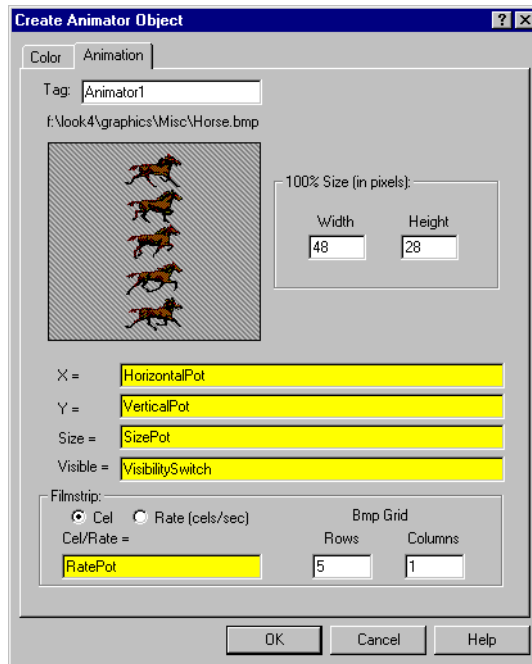 Create Animator Object
Color Animation
Tag: Animator1
f:\look4\graphics\Misc\Horse.bmp
100% Size (in pixels):
Width Height
48 28
X = HorizontalPot
Y = VerticalPot
Size = SizePot
Visible = VisibilitySwitch
Filmstrip:
Cel Rate (cels/sec) Bmp Grid
Cel/Rate = Rows Columns
RatePot 5 1
OK Cancel Help